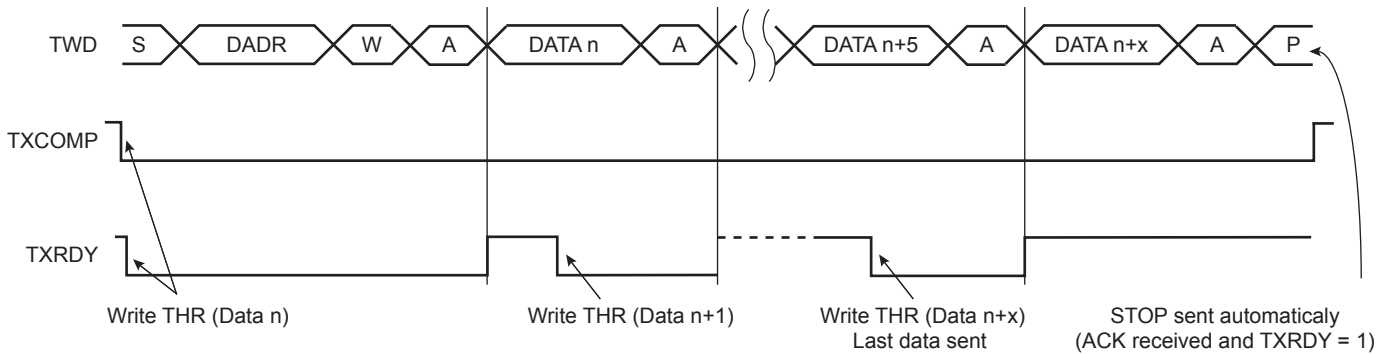 TWD S DADR W A DATA n A DATA n+5 A DATA n+x A P
TXCOMP
TXRDY
Write THR (Data n)
Write THR (Data n+1)
Write THR (Data n+x)
Last data sent
STOP sent automaticaly
(ACK received and TXRDY = 1)